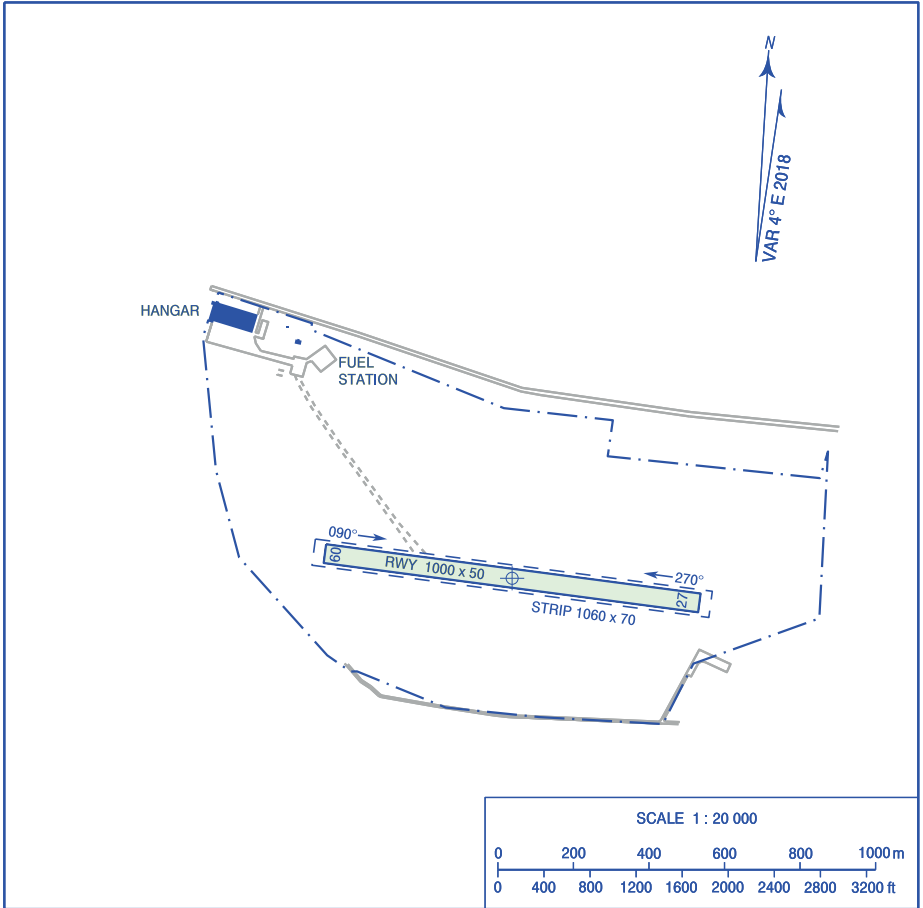 N
VAR 4° E 2018
HANGAR
FUEL
STATION
090°
09
RWY 1000 x 50
270°
27
STRIP 1060 x 70
SCALE 1 : 20 000
0 200 400 600 800 1000 m
0 400 800 1200 1600 2000 2400 2800 3200 ft